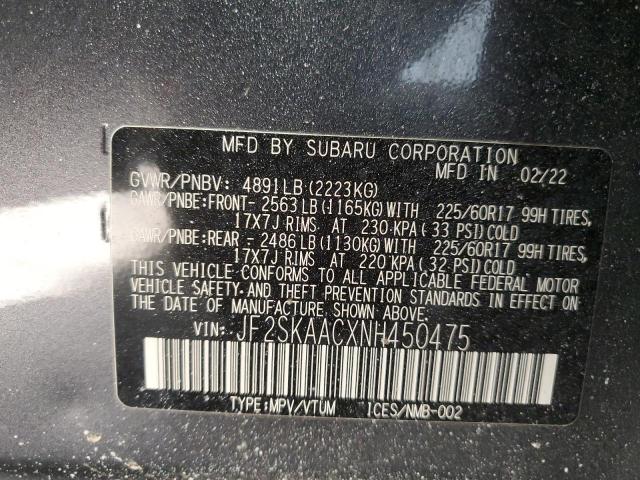 MFD BY SUBARU CORPORATION
GVWR/PNBV: 4891LB(2223KG) MFD IN 02/22
GAWR/PNBE:FRONT- 2563LB(1165KG)WITH 225/60R17 99H TIRES,
17X7J RIMS AT 230 KPA(33 PSI)COLD
GAWR/PNBE:REAR - 2486LB(1130KG)WITH 225/60R17 99H TIRES,
17X7J RIMS AT 220 KPA(32 PSI)COLD
THIS VEHICLE CONFORMS TO ALL APPLICABLE FEDERAL MOTOR
VEHICLE SAFETY AND THEFT PREVENTION STANDARDS IN EFFECT ON
THE DATE OF MANUFACTURE SHOWN ABOVE.
VIN: JF2SKAACXNH450475
TYPE:MPV/VTUM ICES/NMB-002